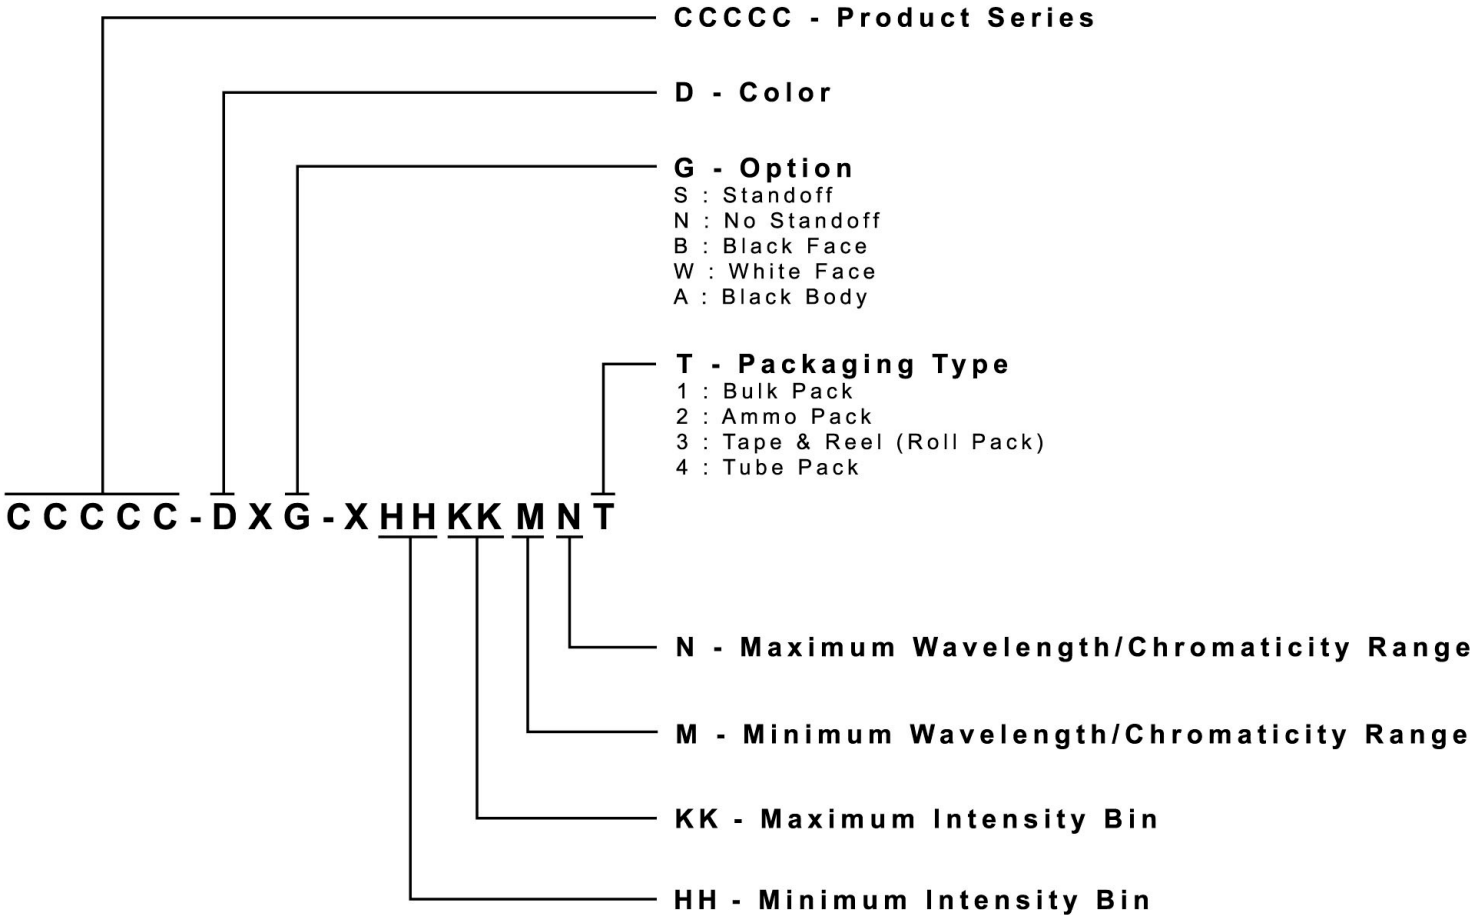 CCCCC - Product Series
D - Color
G - Option
S : Standoff
N : No Standoff
B : Black Face
W : White Face
A : Black Body
T - Packaging Type
1 : Bulk Pack
2 : Ammo Pack
3 : Tape & Reel (Roll Pack)
4 : Tube Pack
CCCCC-DXG-XHHKKMNT
N - Maximum Wavelength/Chromaticity Range
M - Minimum Wavelength/Chromaticity Range
KK - Maximum Intensity Bin
HH - Minimum Intensity Bin